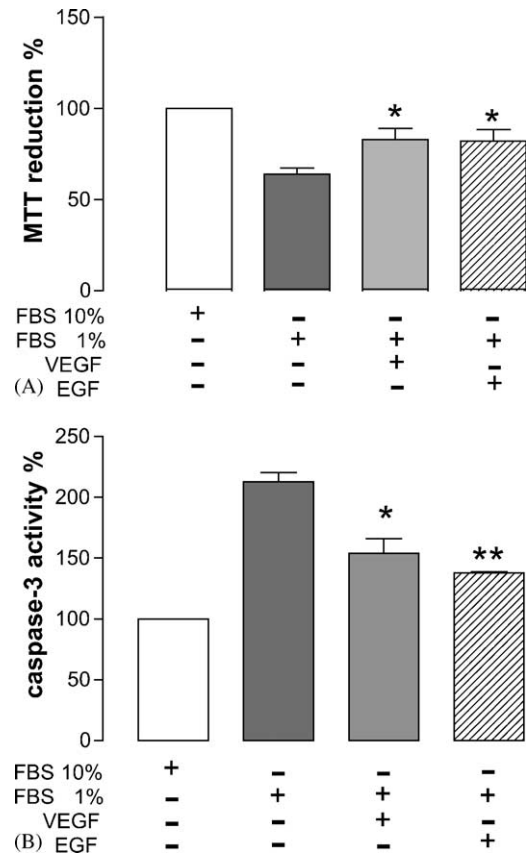 MTT reduction %
150
100
50
0
* *
FBS 10% + - - -
FBS 1% - + + +
VEGF - - + -
(A) EGF - - - +
caspase-3 activity %
250
200
150
100
50
0
* **
FBS 10% + - - -
FBS 1% - + + +
VEGF - - + -
(B) EGF - - - +